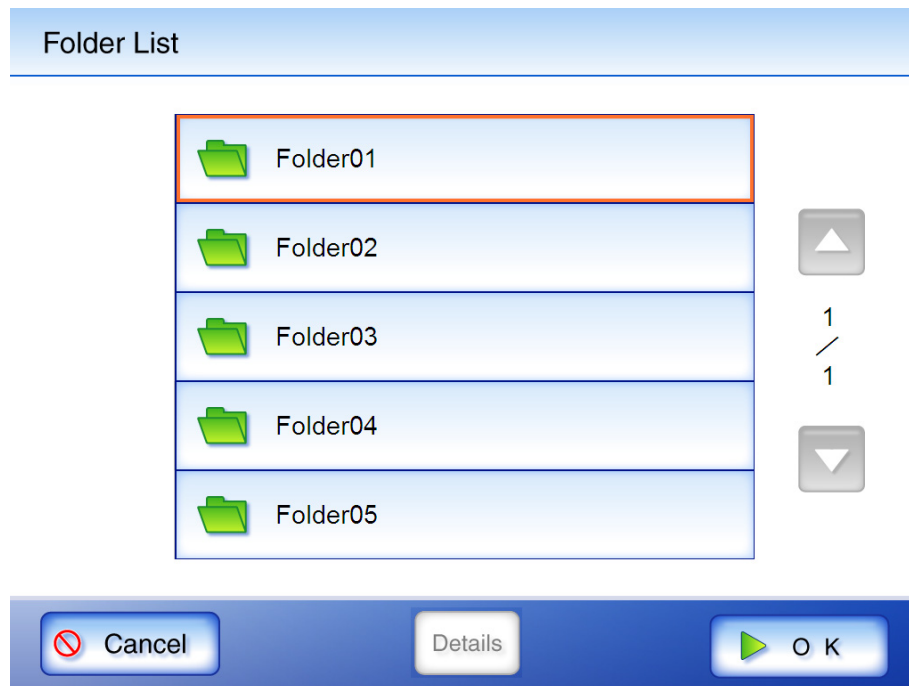 Folder List
Folder01
Folder02
Folder03
Folder04
Folder05
1
/
1
Cancel
Details
O K